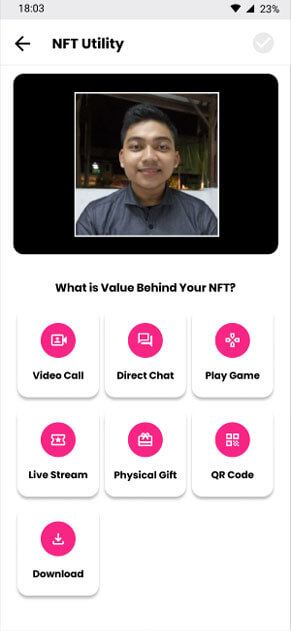 18:03
23%
NFT Utility
What is Value Behind Your NFT?
Video Call
Direct Chat
Play Game
Live Stream
Physical Gift
QR Code
Download